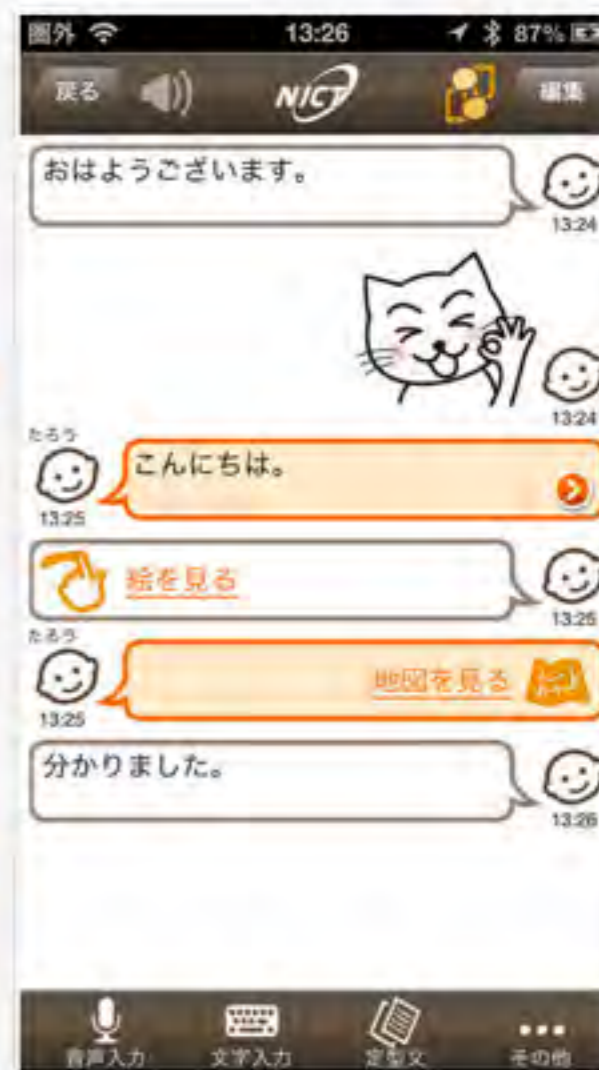 圏外 13:26 87%
戻る NICT 編集
おはようございます。
13:24
13:24
たろう
こんにちは。
13:25
絵を見る
13:25
たろう
地図を見る
13:25
分かりました。
13:26
音声入力 文字入力 定型文 その他